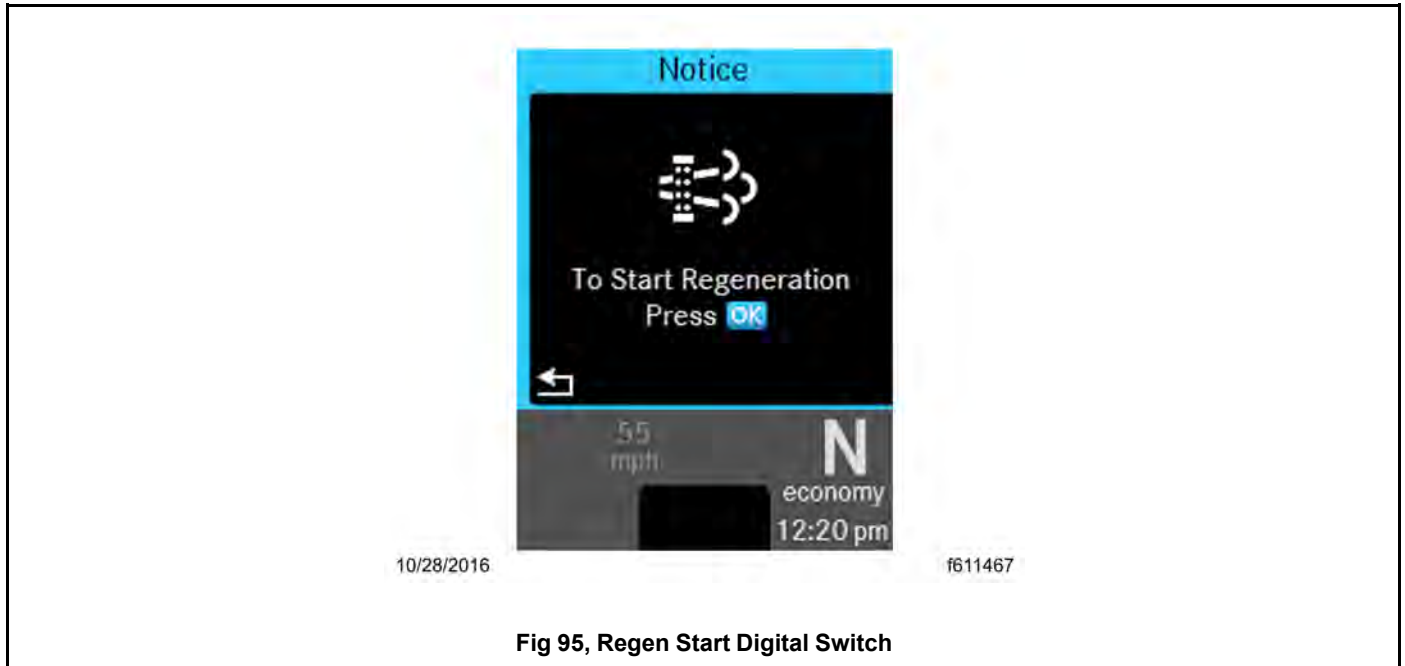 Notice
To Start Regeneration
Press OK
55
mph
N
economy
12:20 pm
10/28/2016
f611467
Fig 95, Regen Start Digital Switch